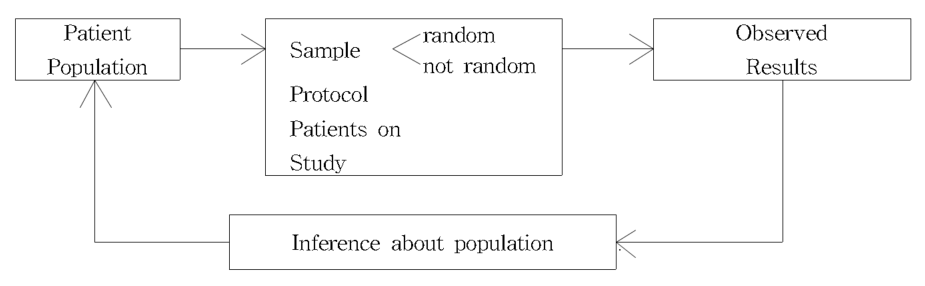 Patient
Population
Sample
random
not random
Protocol
Patients on
Study
Observed
Results
Inference about population